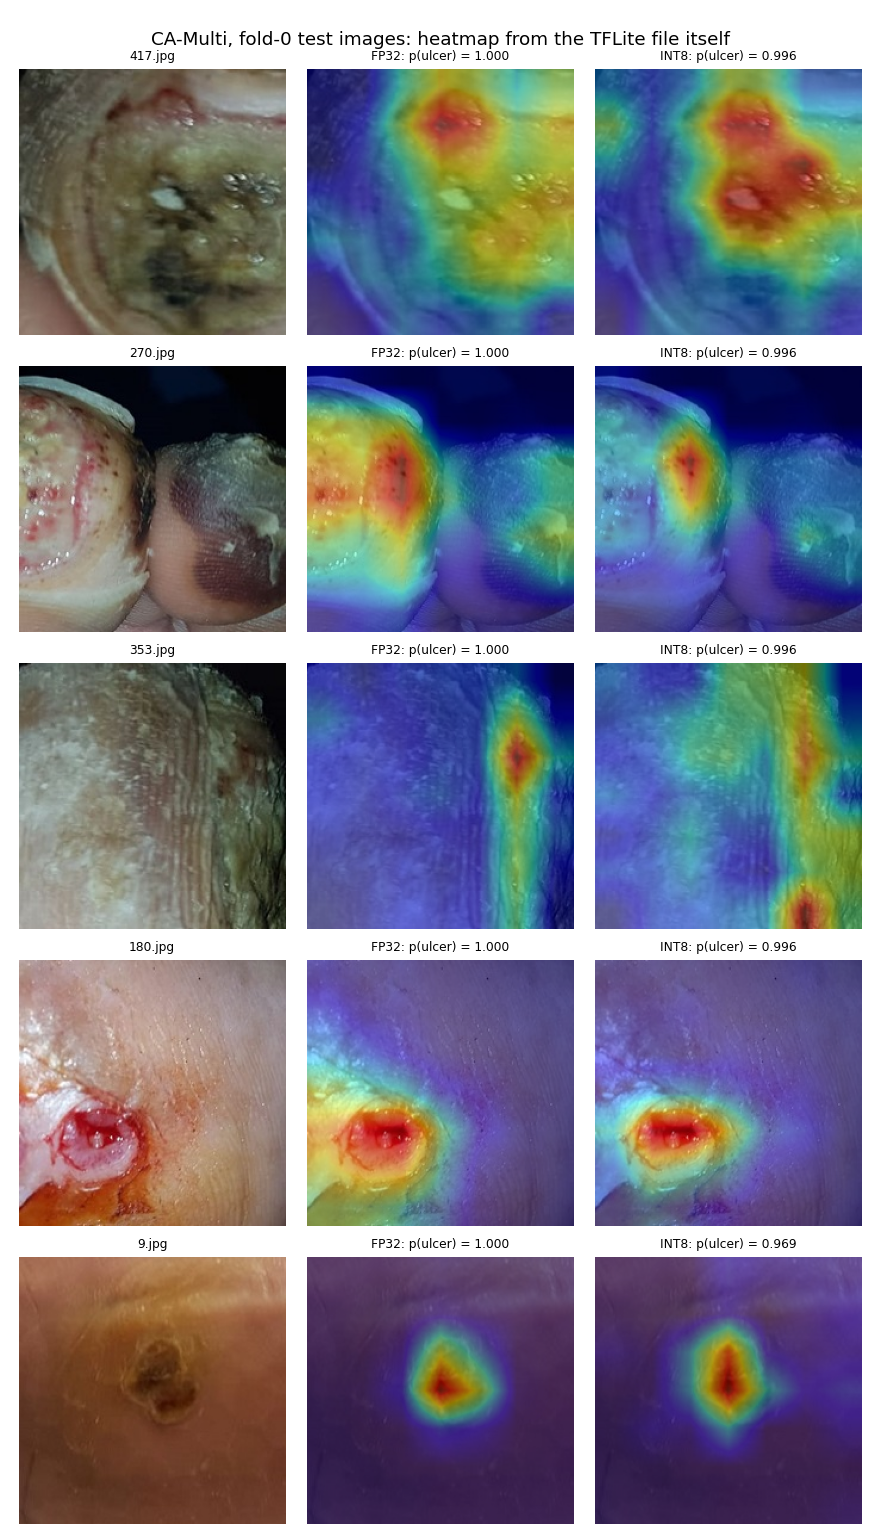 CA-Multi, fold-0 test images: heatmap from the TFLite file itself
417.jpg FP32: p(ulcer) = 1.000 INT8: p(ulcer) = 0.996
270.jpg FP32: p(ulcer) = 1.000 INT8: p(ulcer) = 0.996
353.jpg FP32: p(ulcer) = 1.000 INT8: p(ulcer) = 0.996
180.jpg FP32: p(ulcer) = 1.000 INT8: p(ulcer) = 0.996
9.jpg FP32: p(ulcer) = 1.000 INT8: p(ulcer) = 0.969